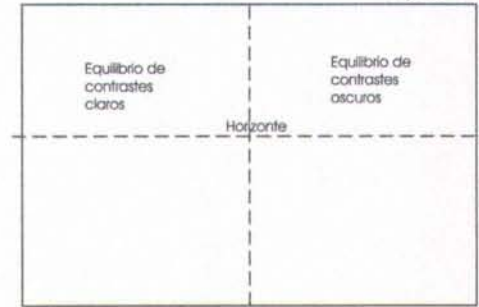 Equilibrio de
contrastes
claros
Equilibrio de
contrastes
oscuros
Horizonte